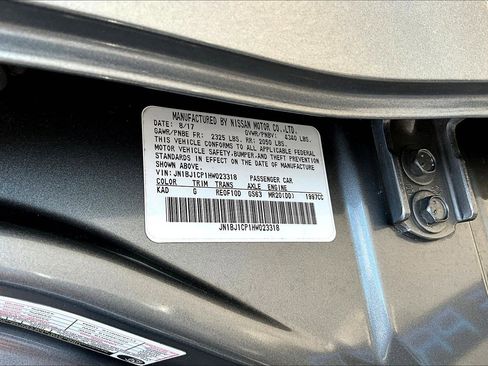 MANUFACTURED BY NISSAN MOTOR CO.,LTD.
DATE: 8/17 GVWR/PNBV: 4340 LBS.
GAWR/PNBE FR: 2325 LBS. RR: 2050 LBS.
THIS VEHICLE CONFORMS TO ALL APPLICABLE FEDERAL
MOTOR VEHICLE SAFETY,BUMPER,AND THEFT PREVENTION
STANDARDS IN EFFECT ON THE DATE OF MANUFACTURE
SHOWN ABOVE.
VIN: JN1BJ1CP1HW023318 PASSENGER CAR
COLOR TRIM TRANS AXLE ENGINE
KAD G RE0F10D GS63 MR20(DD) 1997CC
JN1BJ1CP1HW023318